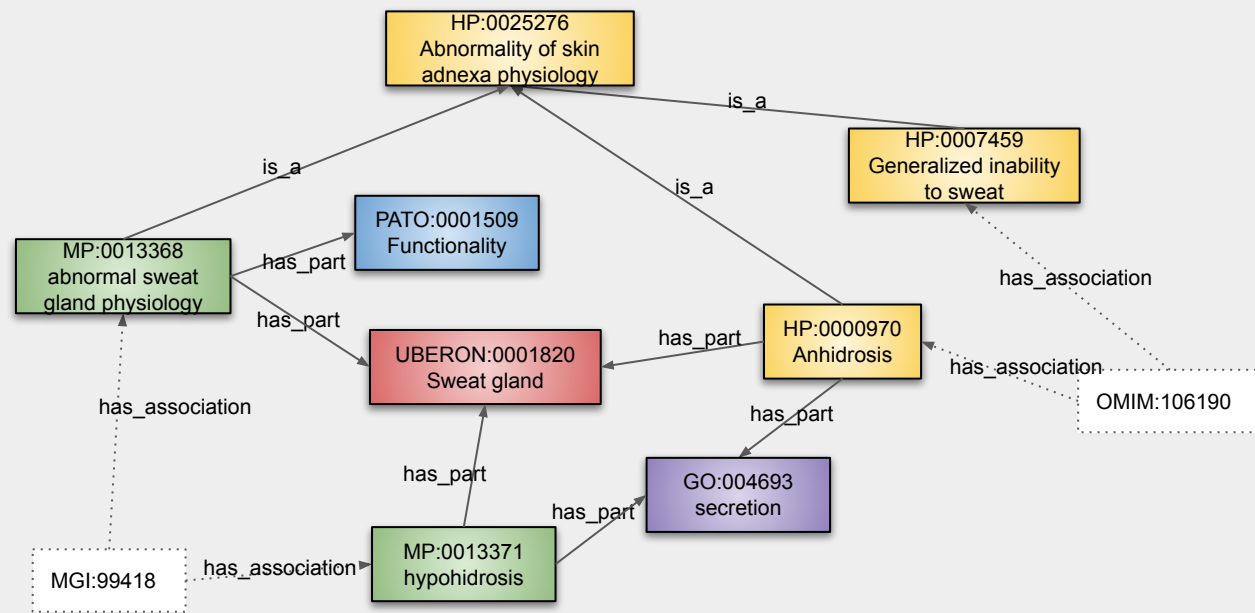 HP:0025276
Abnormality of skin
adnexa physiology
is_a
HP:0007459
Generalized inability
to sweat
is_a
is_a
PATO:0001509
Functionality
MP:0013368
abnormal sweat
gland physiology
has_part
has_association
has_part
HP:0000970
Anhidrosis
UBERON:0001820
Sweat gland
has_part
has_association
OMIM:106190
has_association
has_part
has_part
GO:004693
secretion
has_part
MP:0013371
hypohidrosis
has_association
MGI:99418